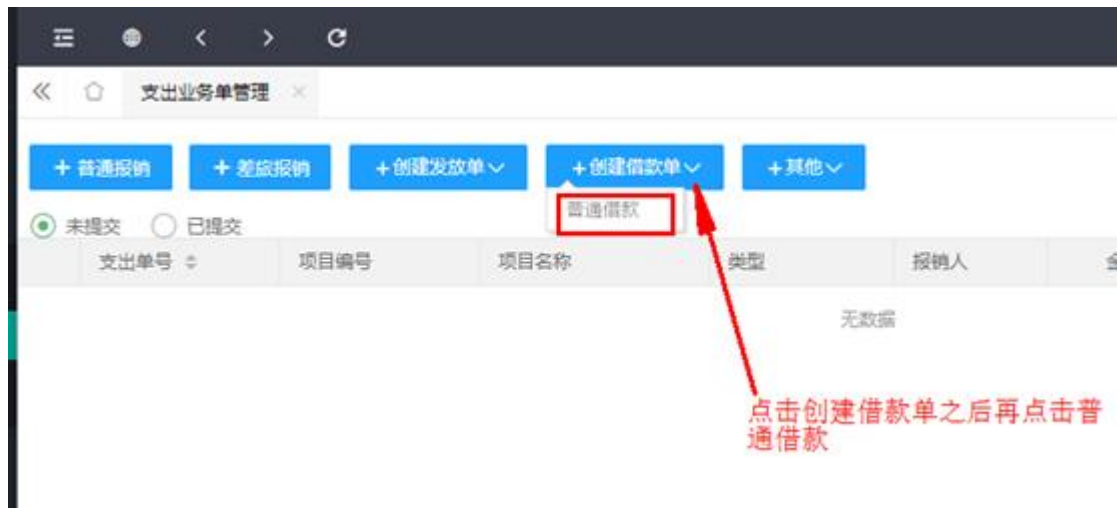 支出业务单管理
+ 普通报销 + 差旅报销 +创建发放单 +创建借款单 +其他
普通借款
未提交 已提交
支出单号 项目编号 项目名称 类型 报销人
无数据
点击创建借款单之后再点击普
通借款